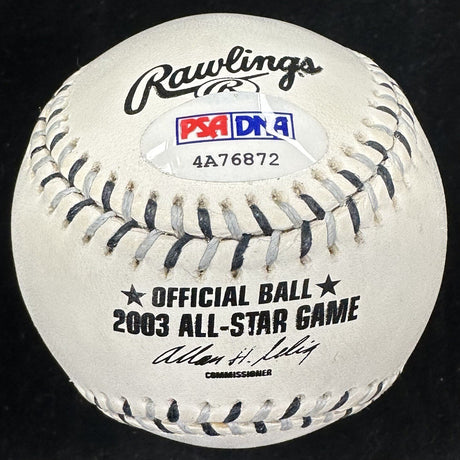 Rawlings
R
PSA DNA
4A76872
★ OFFICIAL BALL ★
2003 ALL-STAR GAME
Allan H. Selig
COMMISSIONER